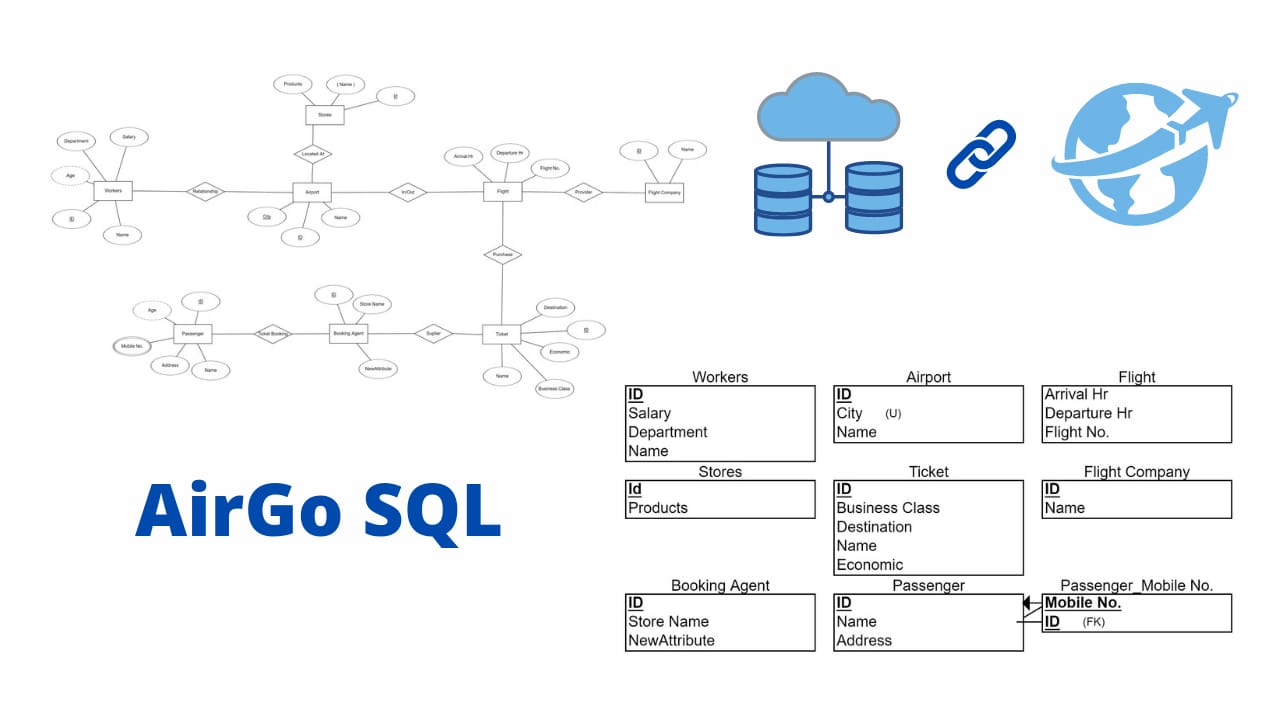 Products
( Name )
Id
Stores
Department
Salary
Located At
Arrival Hr
Departure Hr
Flight No.
ID
Name
Age
Workers
Relationship
Airport
In/Out
Flight
Provider
Flight Company
ID
Name
City
ID
Name
Purchase
Age
ID
ID
Store Name
Destination
ID
Passenger
Ticket Booking
Booking Agent
Suplier
Ticket
Mobile No.
Address
Name
NewAttribute
Name
Economic
Business Class
AirGo SQL
Workers
ID
Salary
Department
Name
Airport
ID
City (U)
Name
Flight
Arrival Hr
Departure Hr
Flight No.
Stores
Id
Products
Ticket
ID
Business Class
Destination
Name
Economic
Flight Company
ID
Name
Booking Agent
ID
Store Name
NewAttribute
Passenger
ID
Name
Address
Passenger_Mobile No.
Mobile No.
ID (FK)